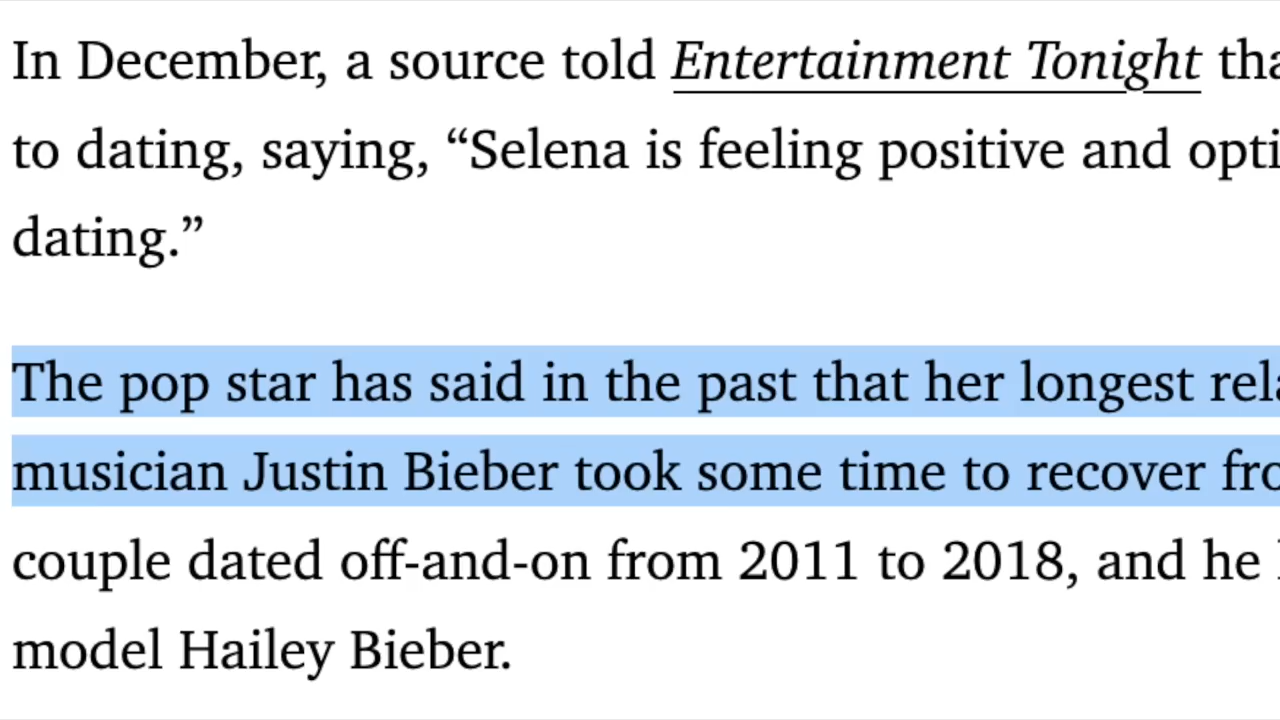 In December, a source told Entertainment Tonight
to dating, saying, “Selena is feeling positive and
dating.”
The pop star has said in the past that her longest
musician Justin Bieber took some time to recover
couple dated off-and-on from 2011 to 2018, and he
model Hailey Bieber.